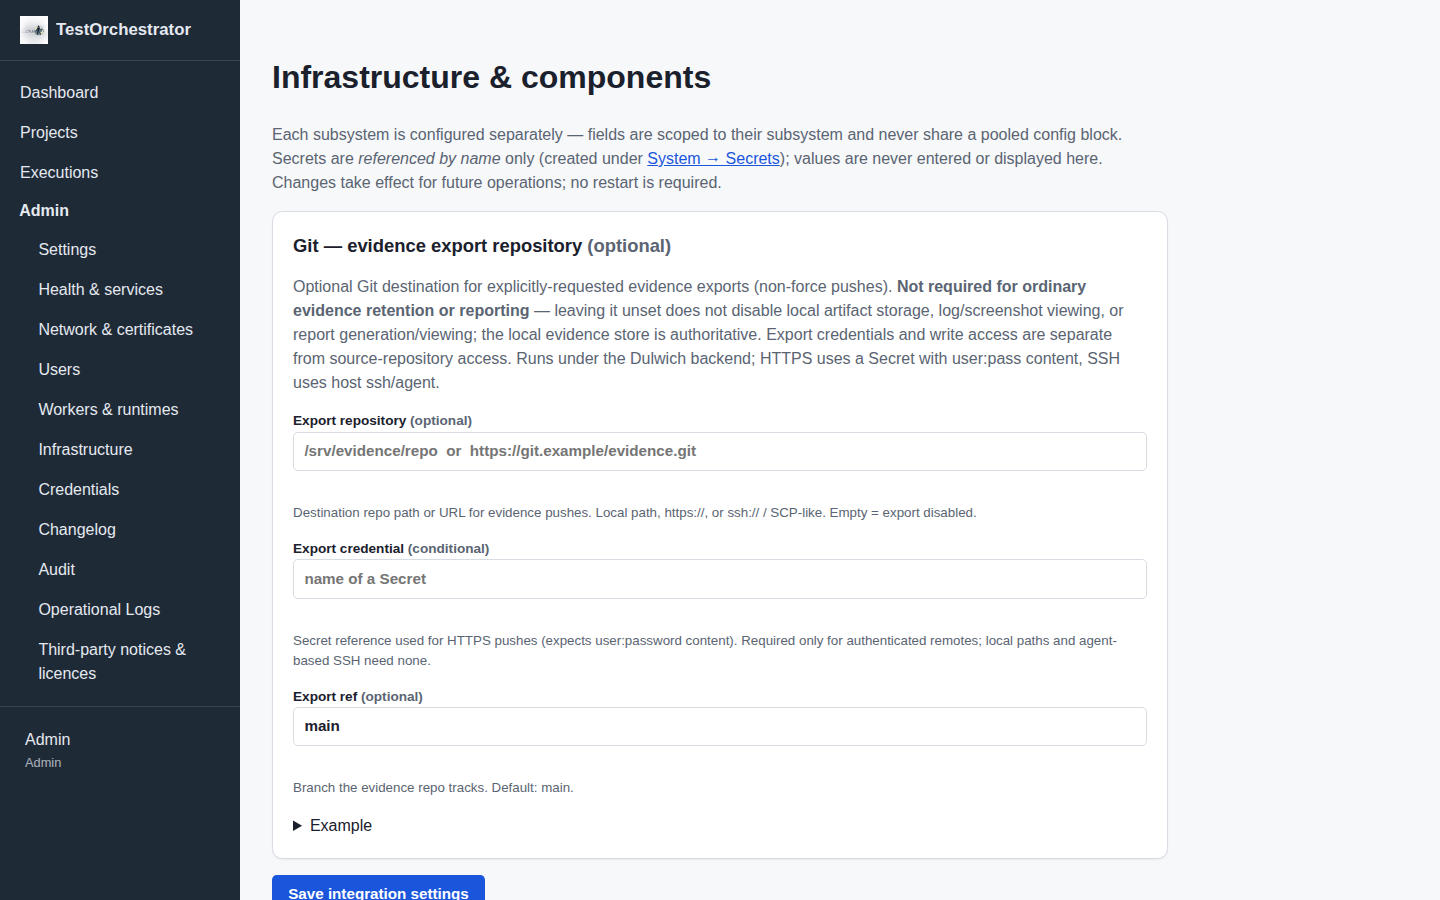 TestOrchestrator
Dashboard
Projects
Executions
Admin
Settings
Health & services
Network & certificates
Users
Workers & runtimes
Infrastructure
Credentials
Changelog
Audit
Operational Logs
Third-party notices &
licences
Admin
Admin
Infrastructure & components
Each subsystem is configured separately — fields are scoped to their subsystem and never share a pooled config block.
Secrets are referenced by name only (created under System → Secrets); values are never entered or displayed here.
Changes take effect for future operations; no restart is required.
Git — evidence export repository (optional)
Optional Git destination for explicitly-requested evidence exports (non-force pushes). Not required for ordinary
evidence retention or reporting — leaving it unset does not disable local artifact storage, log/screenshot viewing, or
report generation/viewing; the local evidence store is authoritative. Export credentials and write access are separate
from source-repository access. Runs under the Dulwich backend; HTTPS uses a Secret with user:pass content, SSH
uses host ssh/agent.
Export repository (optional)
/srv/evidence/repo  or  https://git.example/evidence.git
Destination repo path or URL for evidence pushes. Local path, https://, or ssh:// / SCP-like. Empty = export disabled.
Export credential (conditional)
name of a Secret
Secret reference used for HTTPS pushes (expects user:password content). Required only for authenticated remotes; local paths and agent-
based SSH need none.
Export ref (optional)
main
Branch the evidence repo tracks. Default: main.
Example
Save integration settings